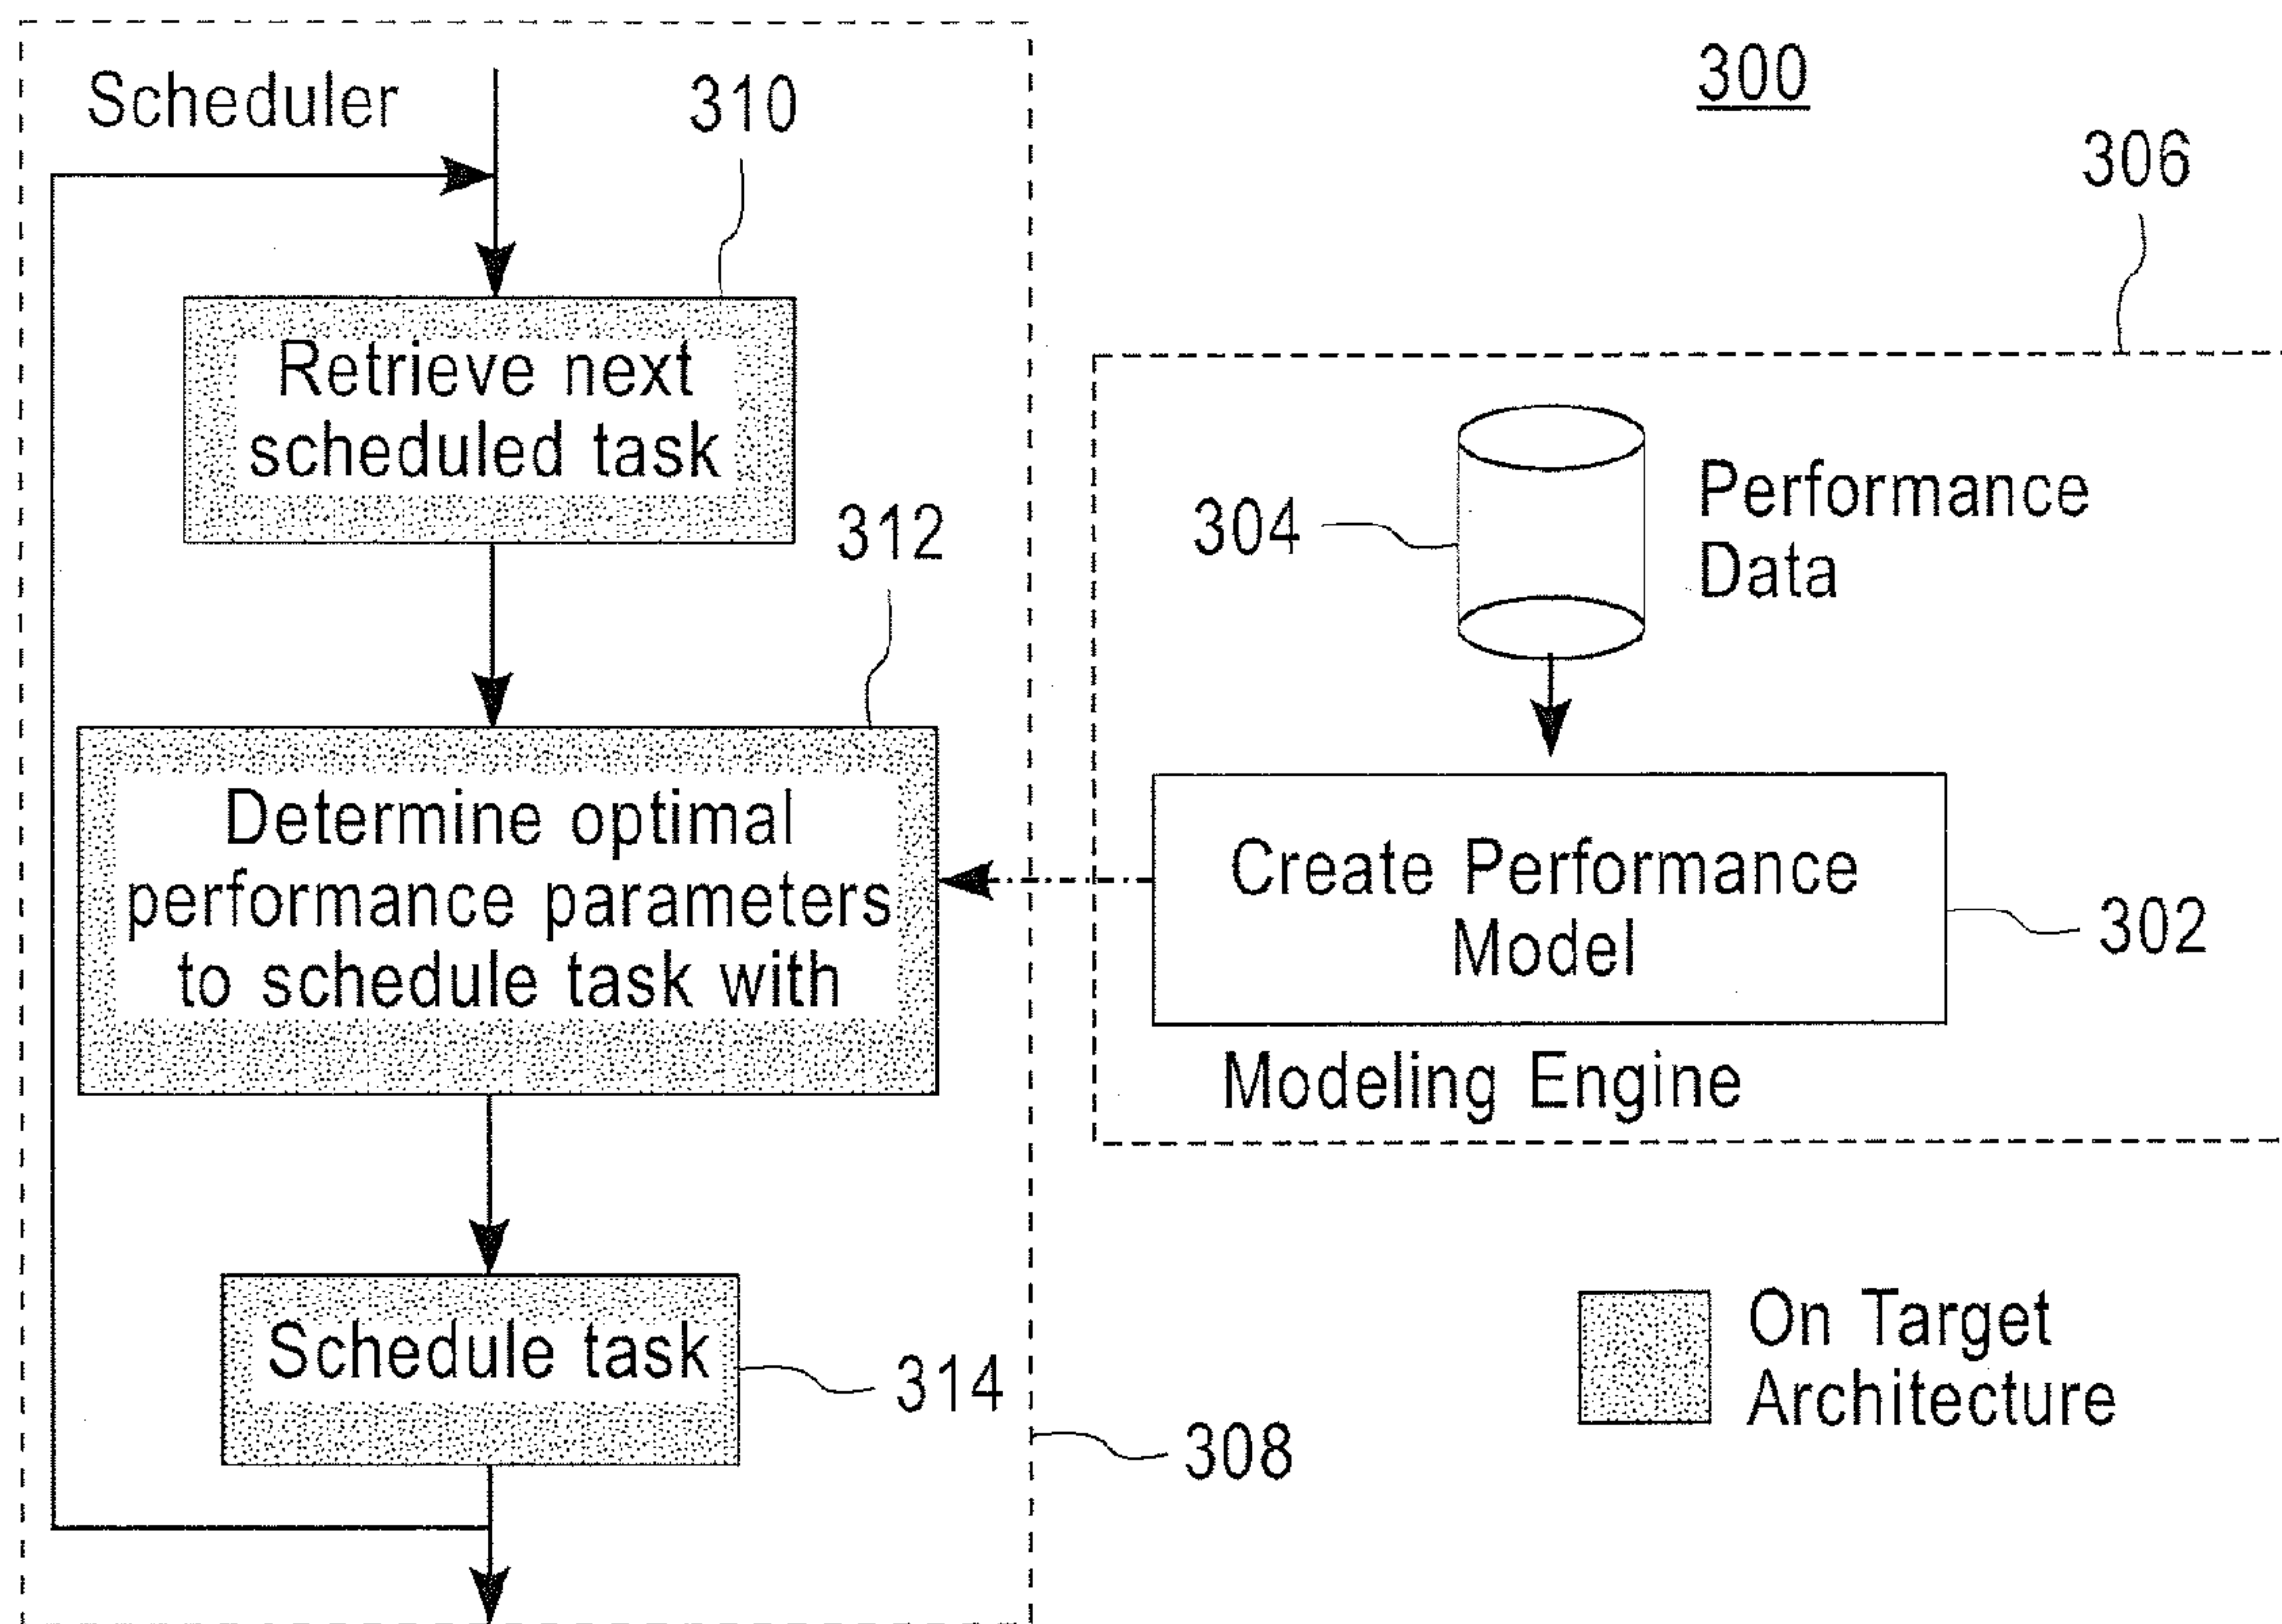 300
Scheduler
310
306
Retrieve next
scheduled task
304
Performance
Data
312
Determine optimal
performance parameters
to schedule task with
Create Performance
Model
302
Modeling Engine
Schedule task
314
308
On Target
Architecture